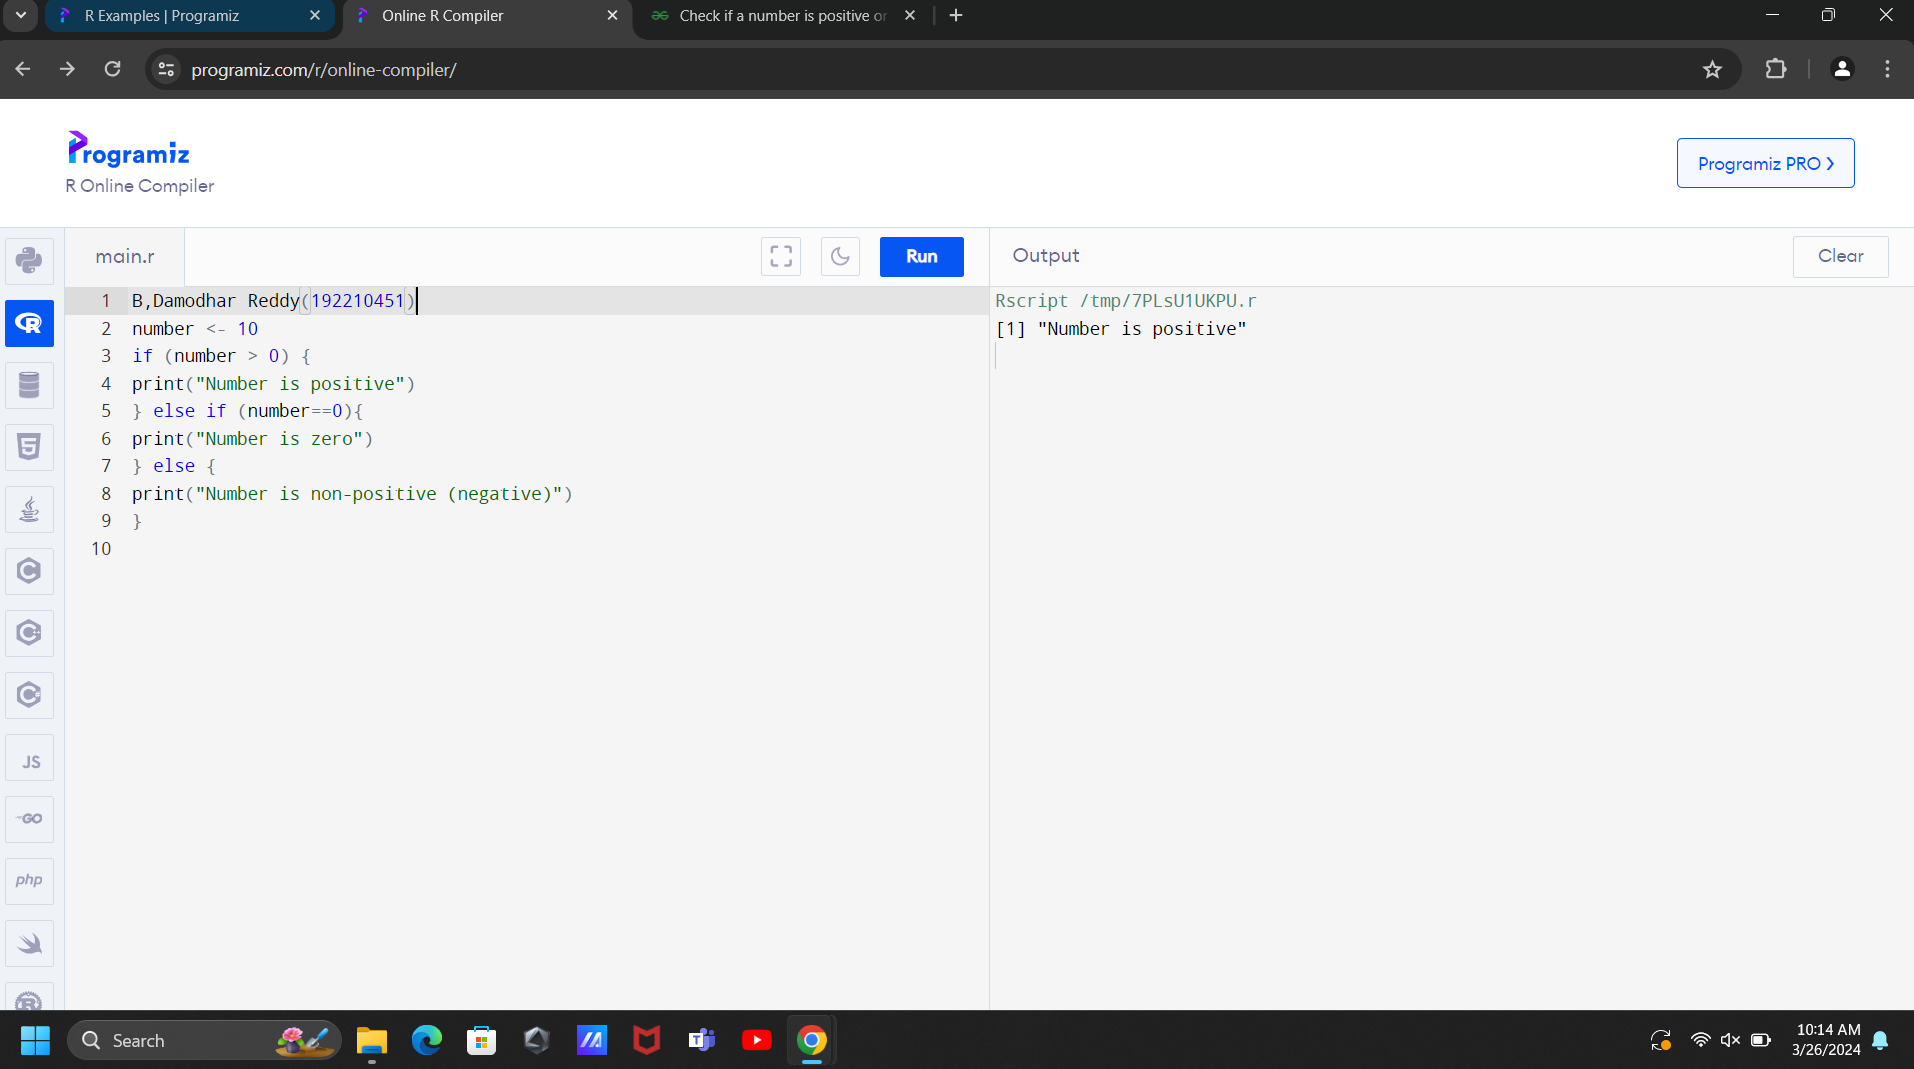 R Examples | Programiz
Online R Compiler
Check if a number is positive or
programiz.com/r/online-compiler/
Programiz
R Online Compiler
Programiz PRO >
main.r
Run
Output
Clear
1 B,Damodhar Reddy(192210451)
2 number <- 10
3 if (number > 0) {
4 print("Number is positive")
5 } else if (number==0){
6 print("Number is zero")
7 } else {
8 print("Number is non-positive (negative)")
9 }
10
Rscript /tmp/7PLsU1UKPU.r
[1] "Number is positive"
R
5
C
C
C
JS
GO
php
R
Search
T
10:14 AM
3/26/2024